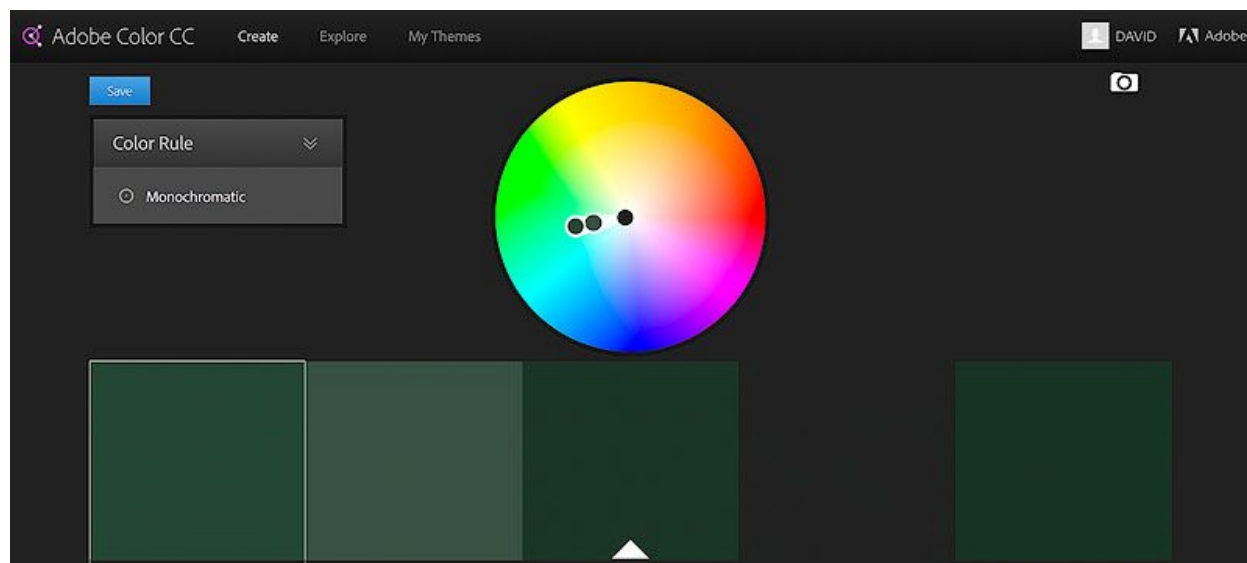 Adobe Color CC Create Explore My Themes DAVID Adobe
Save
Color Rule
Monochromatic